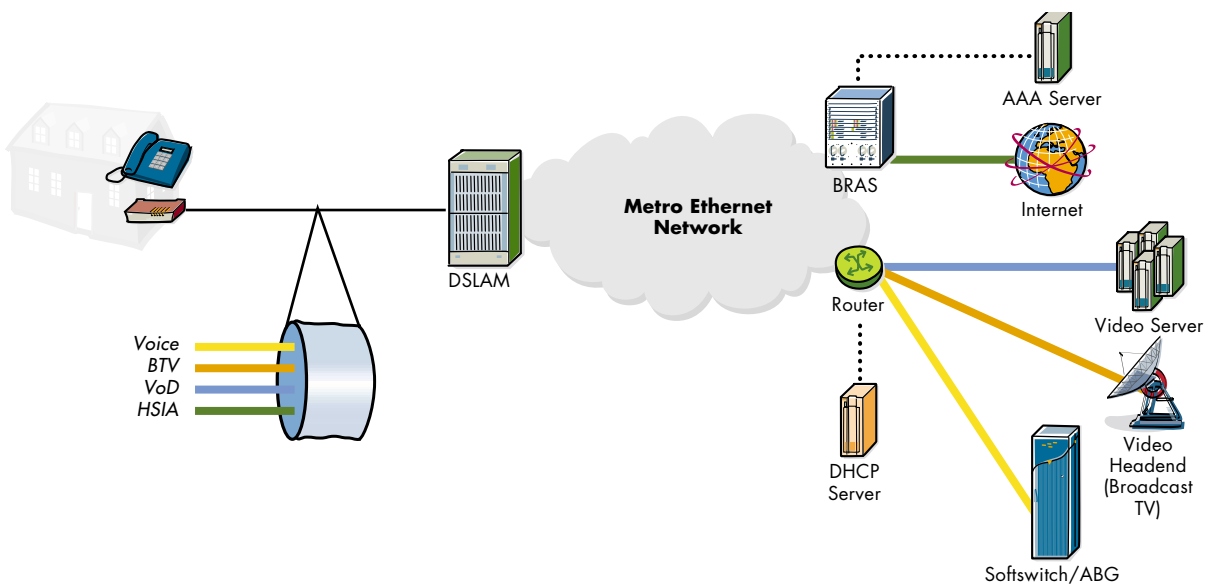 AAA Server
BRAS
Internet
Metro Ethernet
Network
DSLAM
Router
Video Server
Voice
BTV
VoD
HSIA
DHCP
Server
Video
Headend
(Broadcast
TV)
Softswitch/ABG